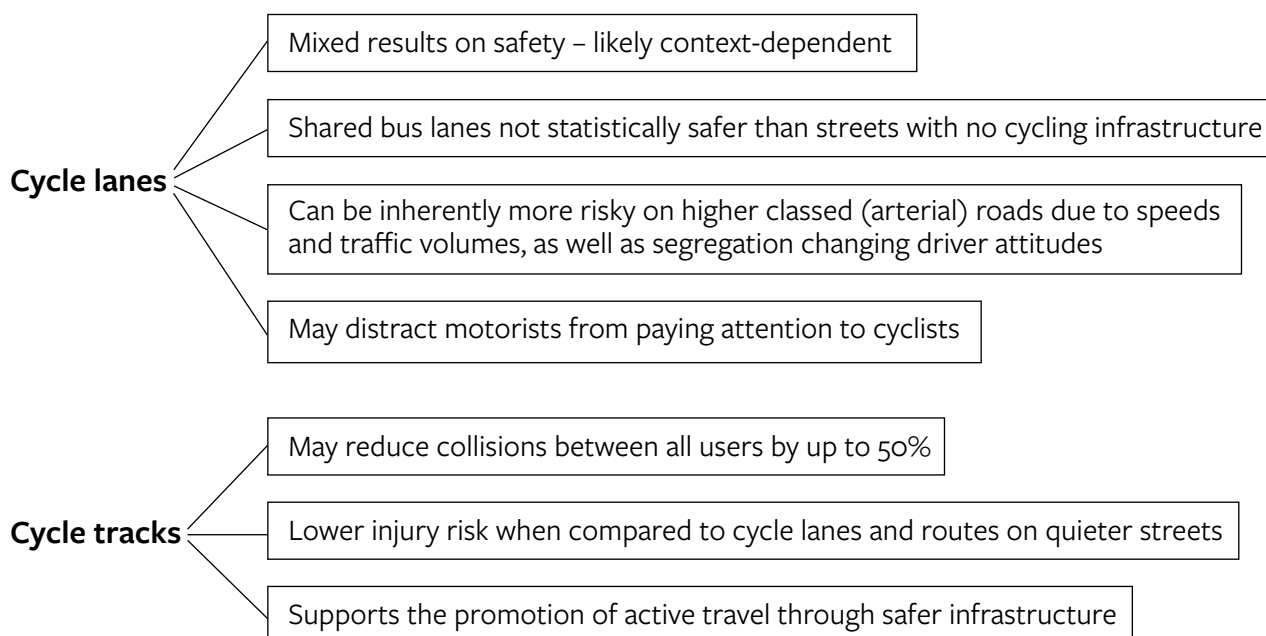 Cycle lanes
Mixed results on safety – likely context-dependent
Shared bus lanes not statistically safer than streets with no cycling infrastructure
Can be inherently more risky on higher classed (arterial) roads due to speeds
and traffic volumes, as well as segregation changing driver attitudes
May distract motorists from paying attention to cyclists
Cycle tracks
May reduce collisions between all users by up to 50%
Lower injury risk when compared to cycle lanes and routes on quieter streets
Supports the promotion of active travel through safer infrastructure